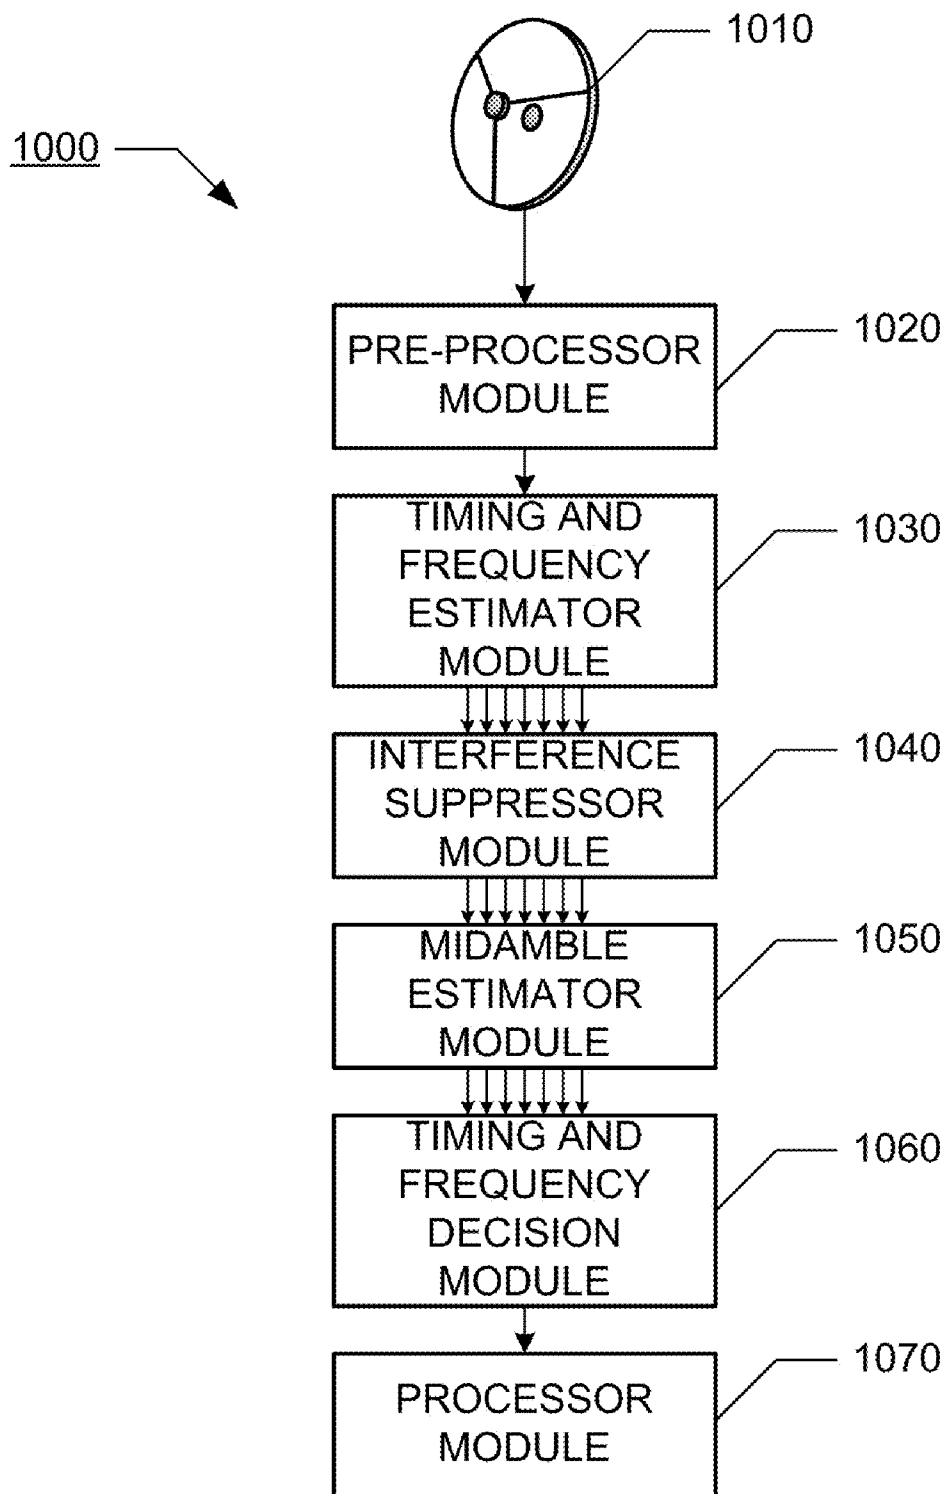 1010
1000
PRE-PROCESSOR
MODULE
1020
TIMING AND
FREQUENCY
ESTIMATOR
MODULE
1030
INTERFERENCE
SUPPRESSOR
MODULE
1040
MIDAMBLE
ESTIMATOR
MODULE
1050
TIMING AND
FREQUENCY
DECISION
MODULE
1060
PROCESSOR
MODULE
1070